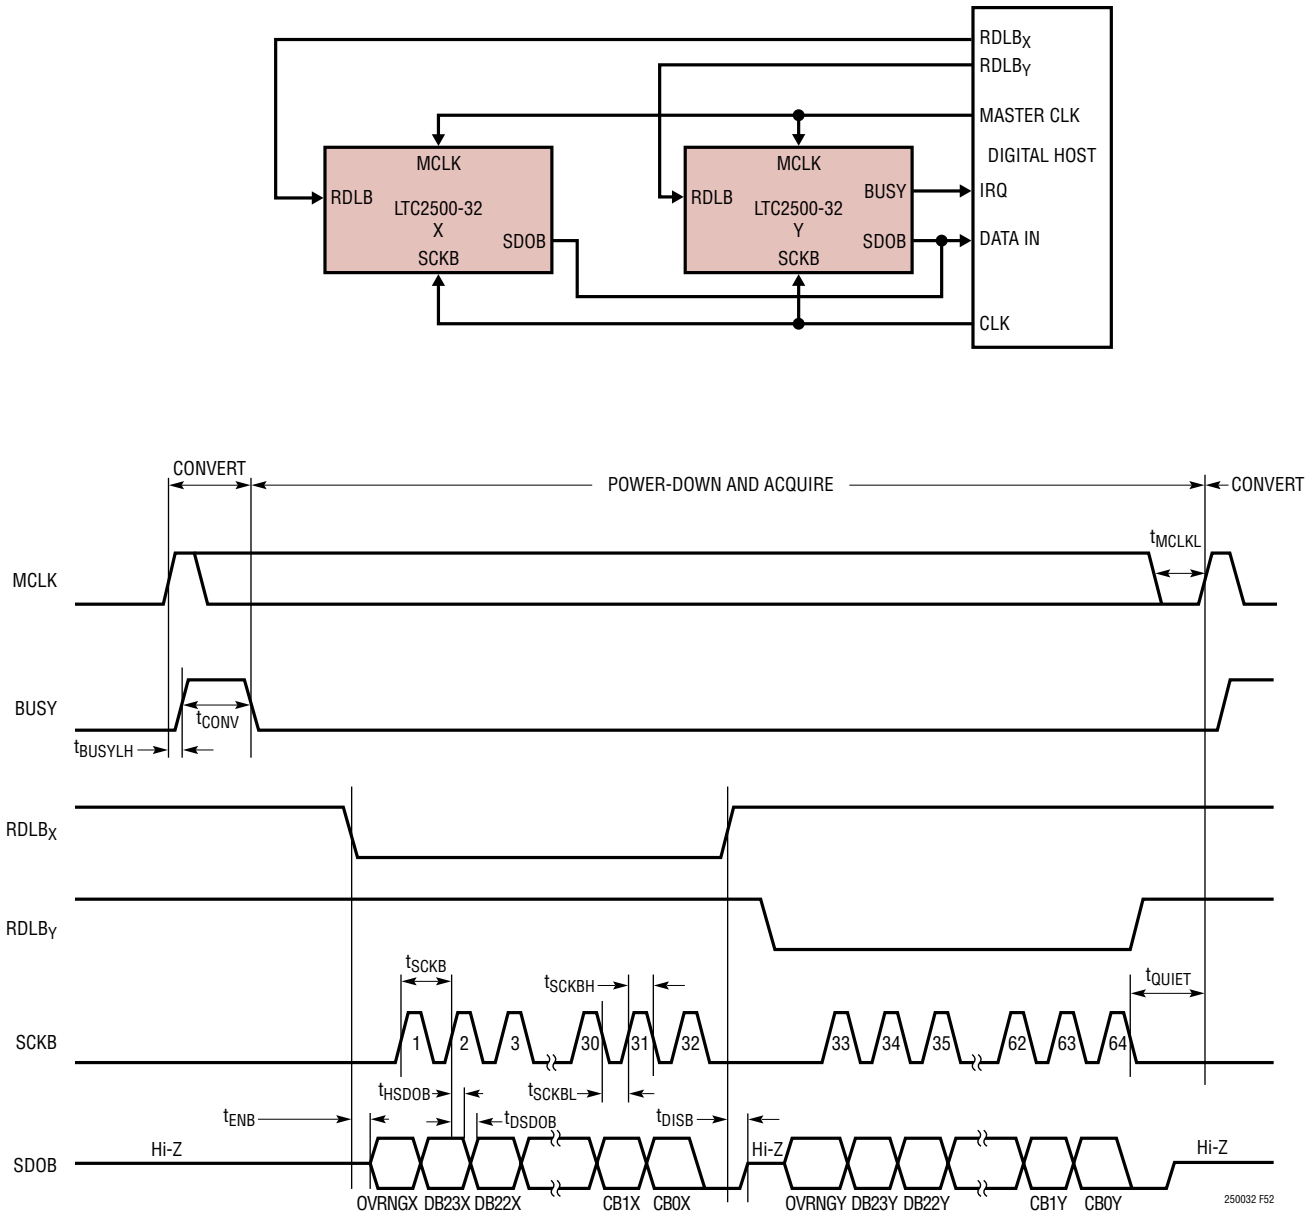 RDLBX
RDLBY
MASTER CLK
MCLK
MCLK
DIGITAL HOST
RDLB
LTC2500-32
X
RDLB
LTC2500-32
Y
BUSY
IRQ
SDOB
SDOB
DATA IN
SCKB
SCKB
CLK
CONVERT
POWER-DOWN AND ACQUIRE
CONVERT
tMCLKL
MCLK
BUSY
tCONV
tBUSYLH
RDLBX
RDLBY
tSCKB
tSCKBH
tQUIET
SCKB
1 2 3 30 31 32 33 34 35 62 63 64
tHSDOB
tSCKBL
tENB
tDSDOB
tDISB
SDOB
Hi-Z
Hi-Z
Hi-Z
OVRNGX DB23X DB22X CB1X CB0X OVRNGY DB23Y DB22Y CB1Y CB0Y
250032 F52